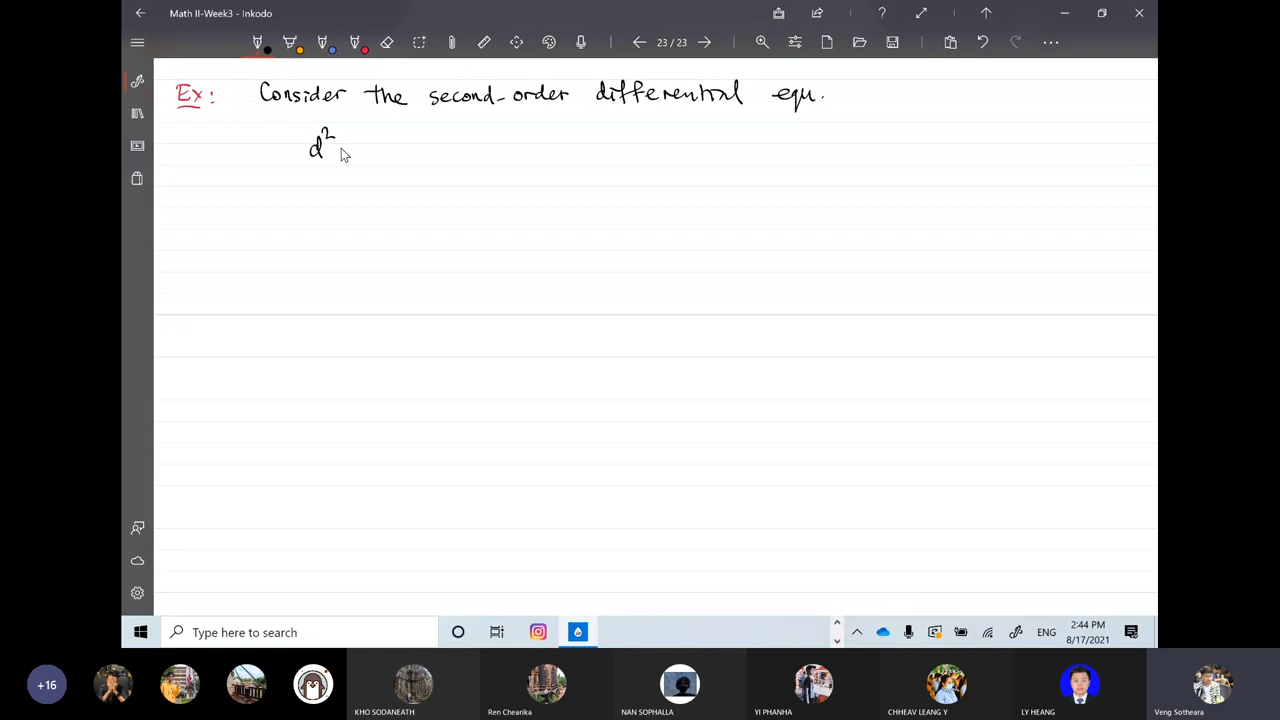 Math II-Week3 - Inkodo
23 / 23
Ex: Consider the second-order differential equ.
d²
Type here to search
ENG
2:44 PM
8/17/2021
+16
KHO SODANEATH
Ren Chearika
NAN SOPHALLA
YI PHANHA
CHHEAV LEANG Y
LY HEANG
Veng Sotheara